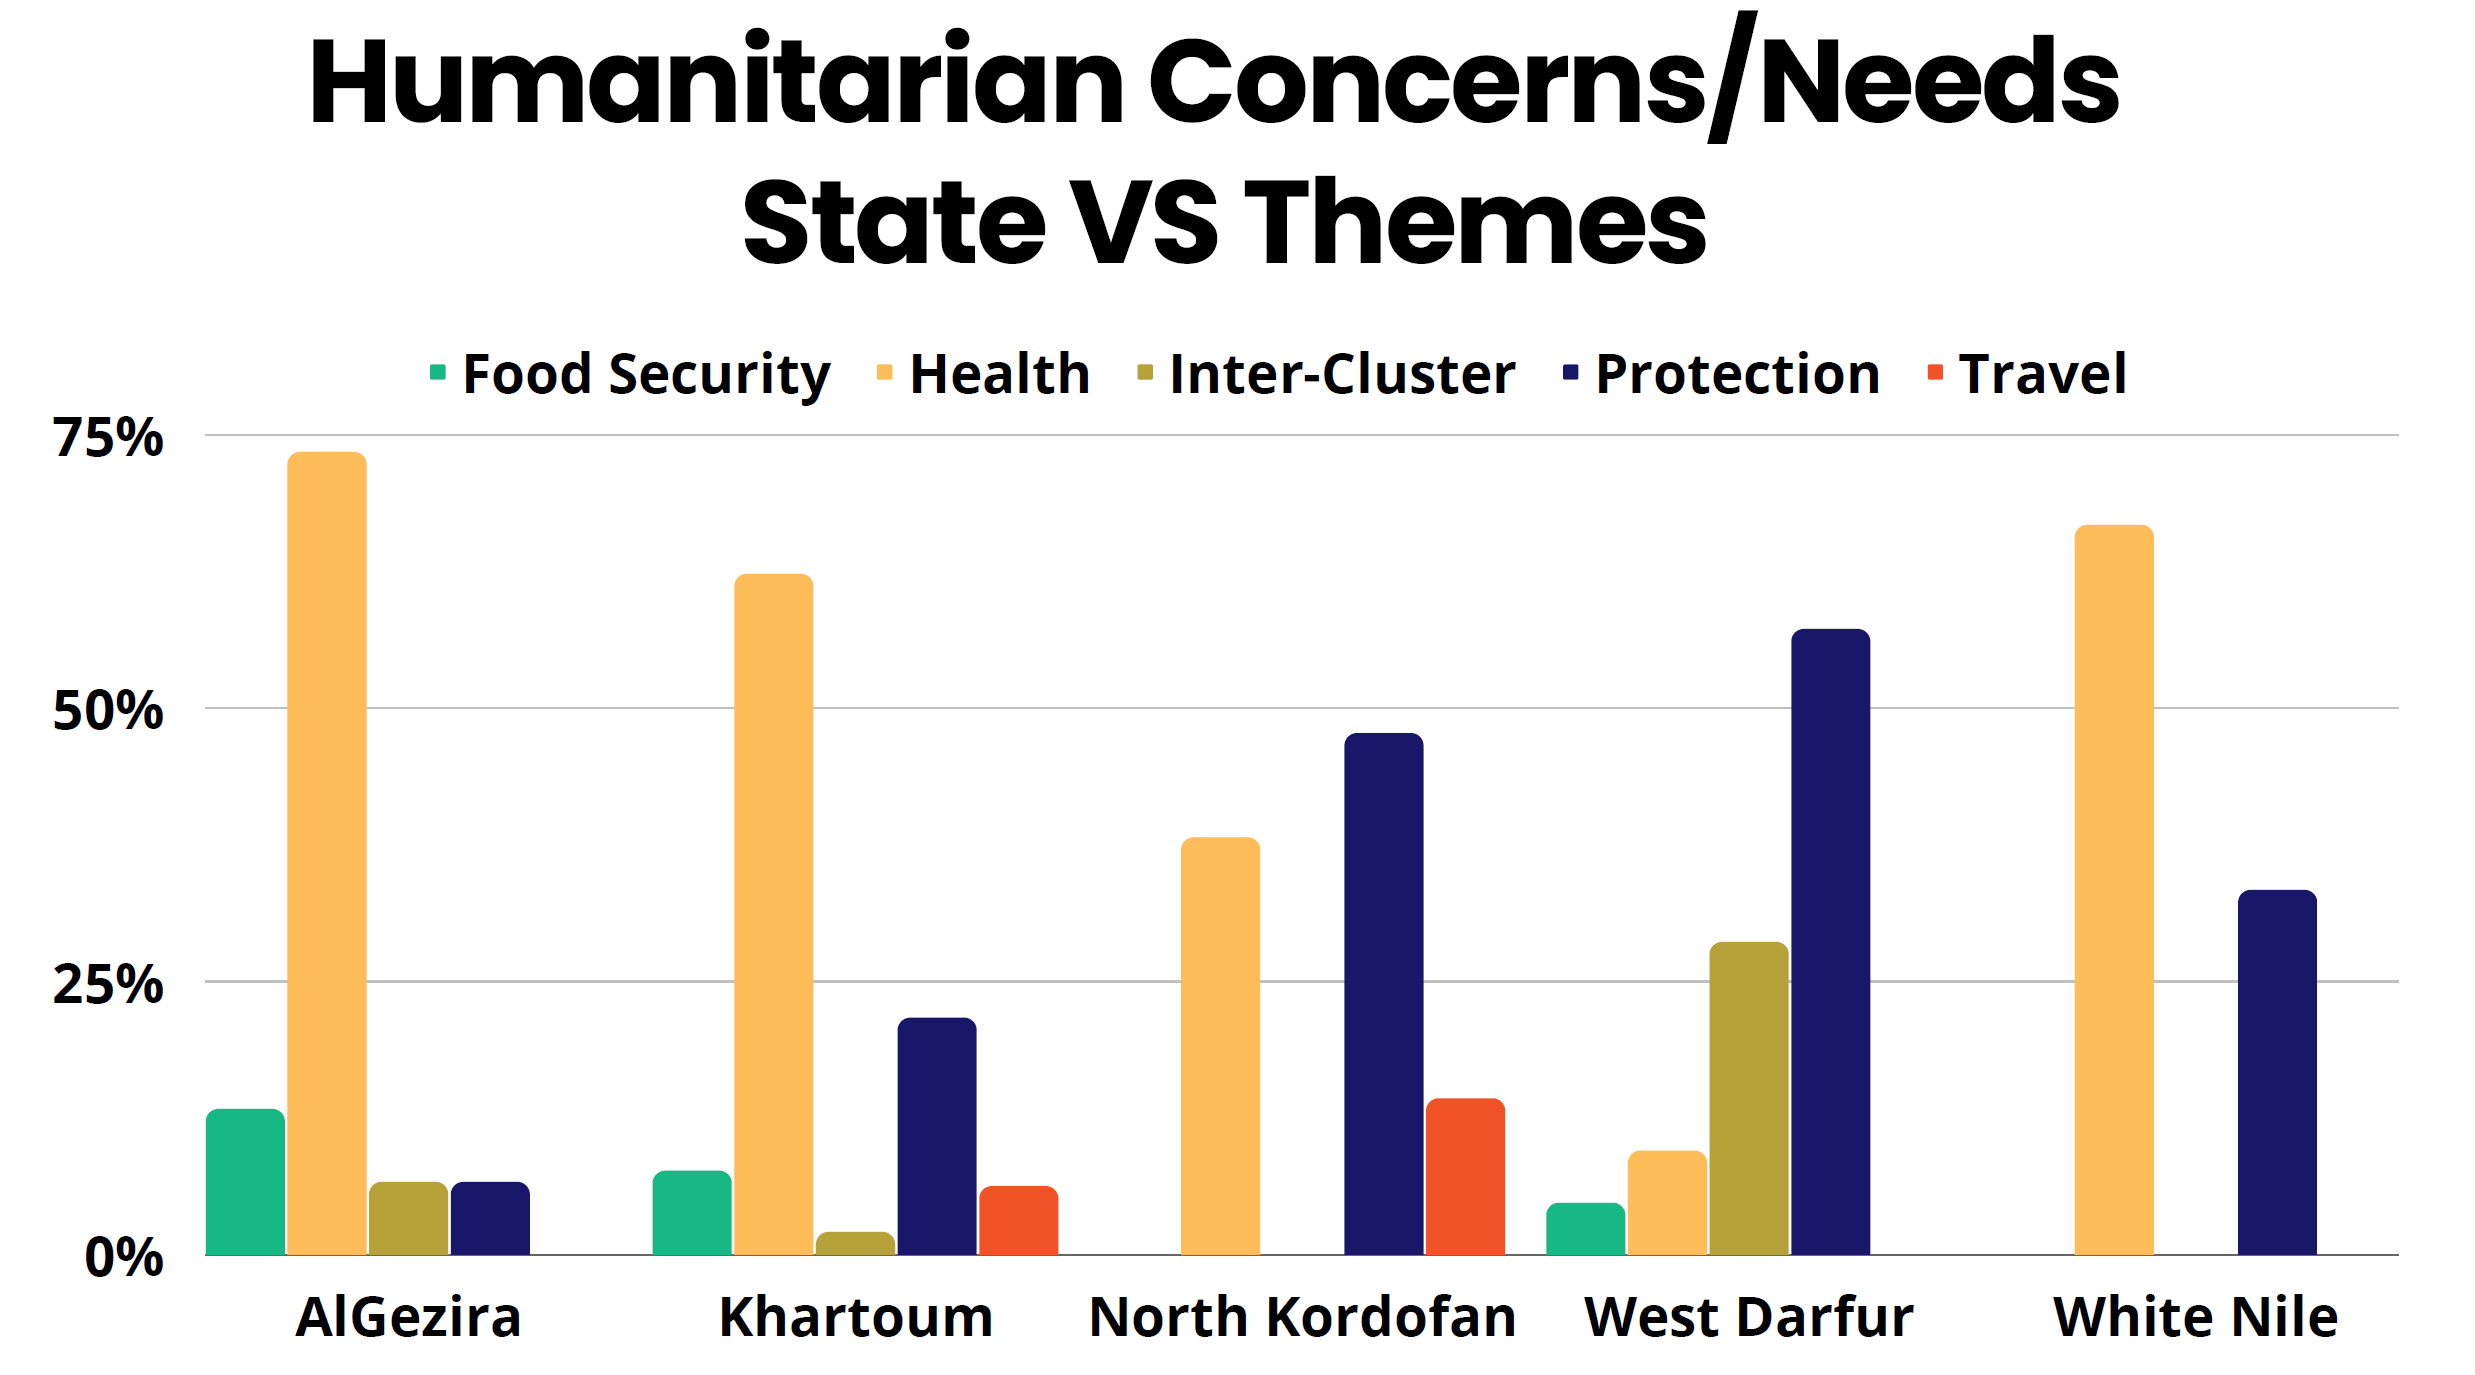 Humanitarian Concerns/Needs
State VS Themes
Food Security Health Inter-Cluster Protection Travel
75%
50%
25%
0%
AlGezira Khartoum North Kordofan West Darfur White Nile